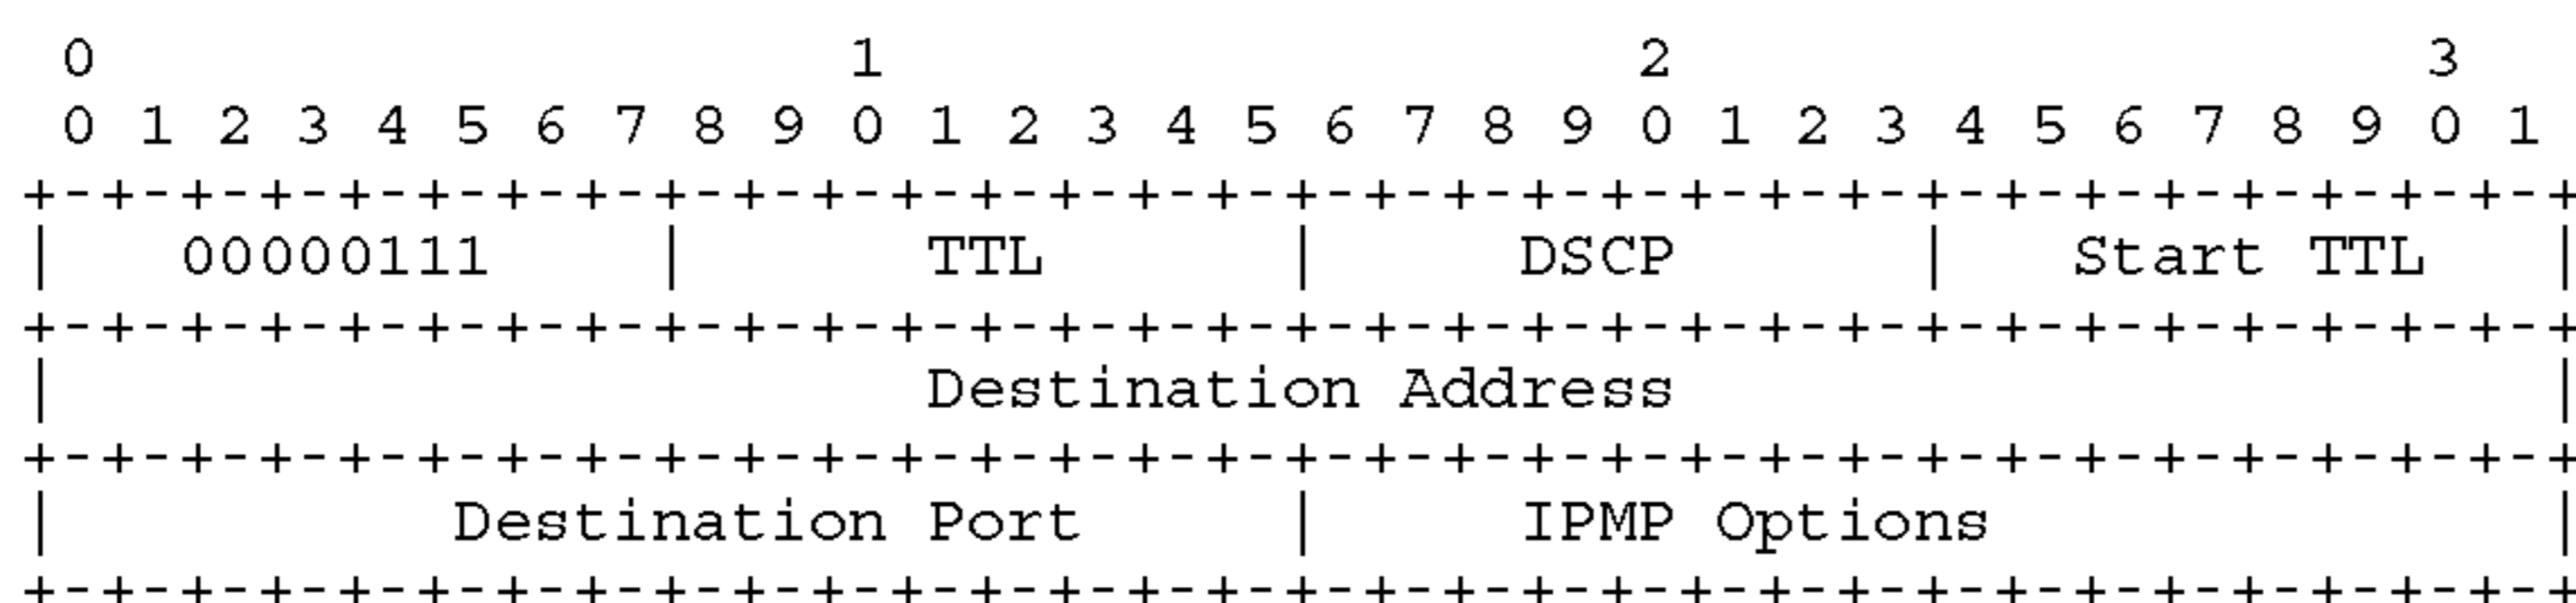 0                   1                   2                   3
 0 1 2 3 4 5 6 7 8 9 0 1 2 3 4 5 6 7 8 9 0 1 2 3 4 5 6 7 8 9 0 1
+-+-+-+-+-+-+-+-+-+-+-+-+-+-+-+-+-+-+-+-+-+-+-+-+-+-+-+-+-+-+-+-+
|   00000111    |      TTL      |     DSCP      |   Start TTL   |
+-+-+-+-+-+-+-+-+-+-+-+-+-+-+-+-+-+-+-+-+-+-+-+-+-+-+-+-+-+-+-+-+
|                      Destination Address                      |
+-+-+-+-+-+-+-+-+-+-+-+-+-+-+-+-+-+-+-+-+-+-+-+-+-+-+-+-+-+-+-+-+
|          Destination Port     |     IPMP Options              |
+-+-+-+-+-+-+-+-+-+-+-+-+-+-+-+-+-+-+-+-+-+-+-+-+-+-+-+-+-+-+-+-+